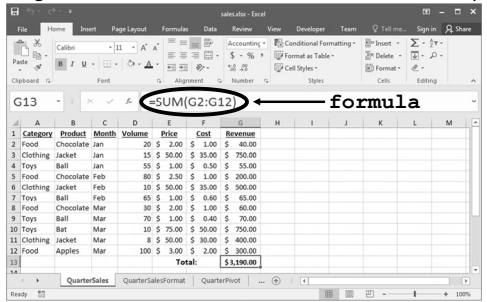 sales.xlsx - Excel
File Home Insert Page Layout Formulas Data Review View Developer Team Tell me... Sign in Share
Paste Calibri 11 A A Accounting Conditional Formatting Insert Σ
B I U A $ % , Format as Table Delete
Cell Styles Format
Clipboard Font Alignment Number Styles Cells Editing
G13 fx =SUM(G2:G12) formula
A B C D E F G H I J K L M
1 Category Product Month Volume Price Cost Revenue
2 Food Chocolate Jan 20 $ 2.00 $ 1.00 $ 40.00
3 Clothing Jacket Jan 15 $ 50.00 $ 35.00 $ 750.00
4 Toys Ball Jan 55 $ 1.00 $ 0.50 $ 55.00
5 Food Chocolate Feb 80 $ 2.50 $ 1.00 $ 200.00
6 Clothing Jacket Feb 10 $ 50.00 $ 35.00 $ 500.00
7 Toys Ball Feb 65 $ 1.00 $ 0.60 $ 65.00
8 Food Chocolate Mar 30 $ 2.00 $ 1.00 $ 60.00
9 Toys Ball Mar 70 $ 1.00 $ 0.40 $ 70.00
10 Toys Bat Mar 10 $ 75.00 $ 50.00 $ 750.00
11 Clothing Jacket Mar 8 $ 50.00 $ 30.00 $ 400.00
12 Food Apples Mar 100 $ 3.00 $ 2.00 $ 300.00
13 Total: $3,190.00
QuarterSales QuarterSalesFormat QuarterPivot ...
Ready 100%